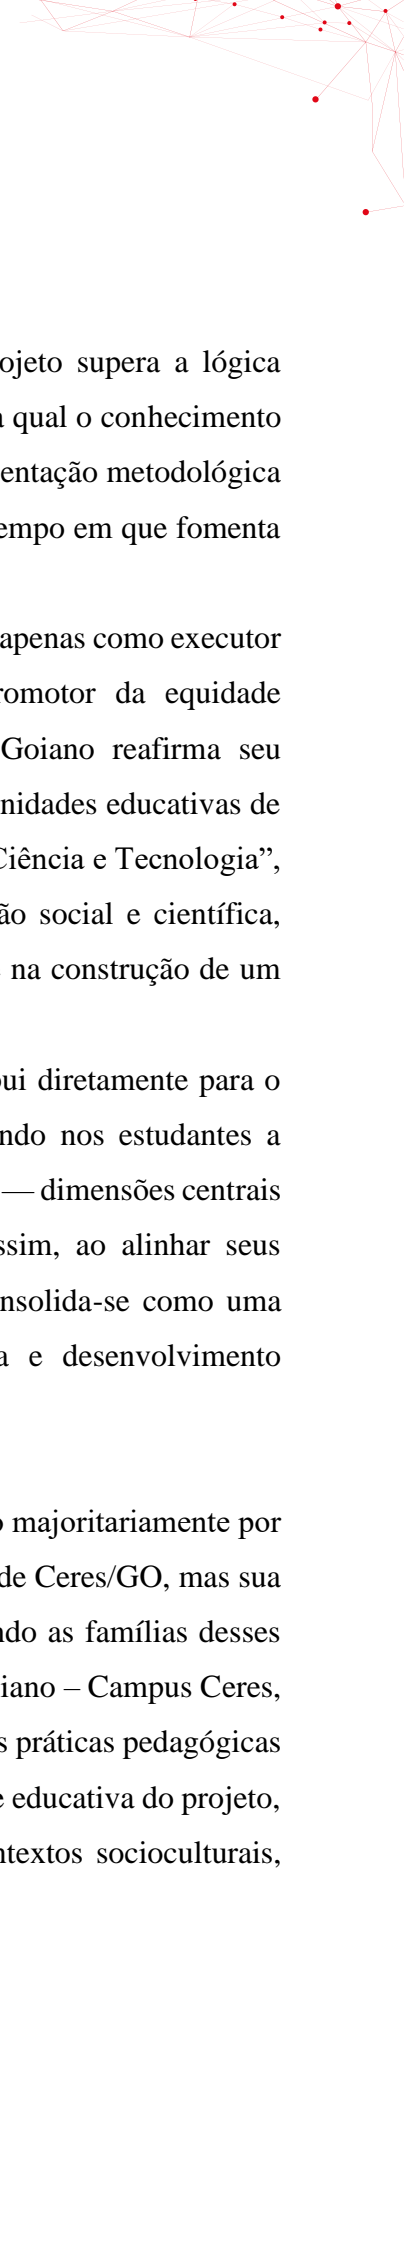 ojeto supera a lógica
a qual o conhecimento
entação metodológica
empo em que fomenta
apenas como executor
romotor da equidade
Goiano reafirma seu
nidades educativas de
Ciência e Tecnologia”,
ão social e científica,
na construção de um
ui diretamente para o
ndo nos estudantes a
— dimensões centrais
ssim, ao alinhar seus
nsolida-se como uma
a e desenvolvimento
o majoritariamente por
de Ceres/GO, mas sua
ndo as famílias desses
iano – Campus Ceres,
s práticas pedagógicas
e educativa do projeto,
ntextos socioculturais,